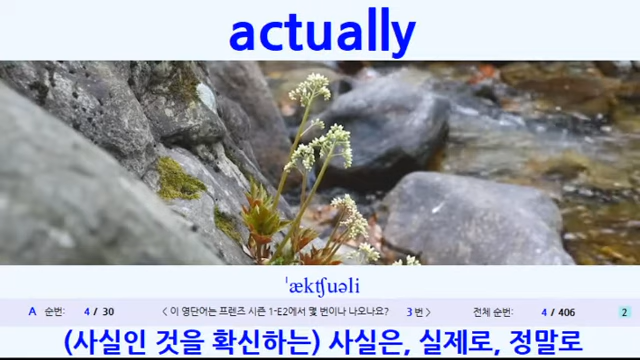 actually
ˈæktʃuəli
A 순번: 4 / 30 < 이 영단어는 프렌즈 시즌 1-E2에서 몇 번이나 나오나요? 3 번 > 전체 순번: 4 / 406 2
(사실인 것을 확신하는) 사실은, 실제로, 정말로